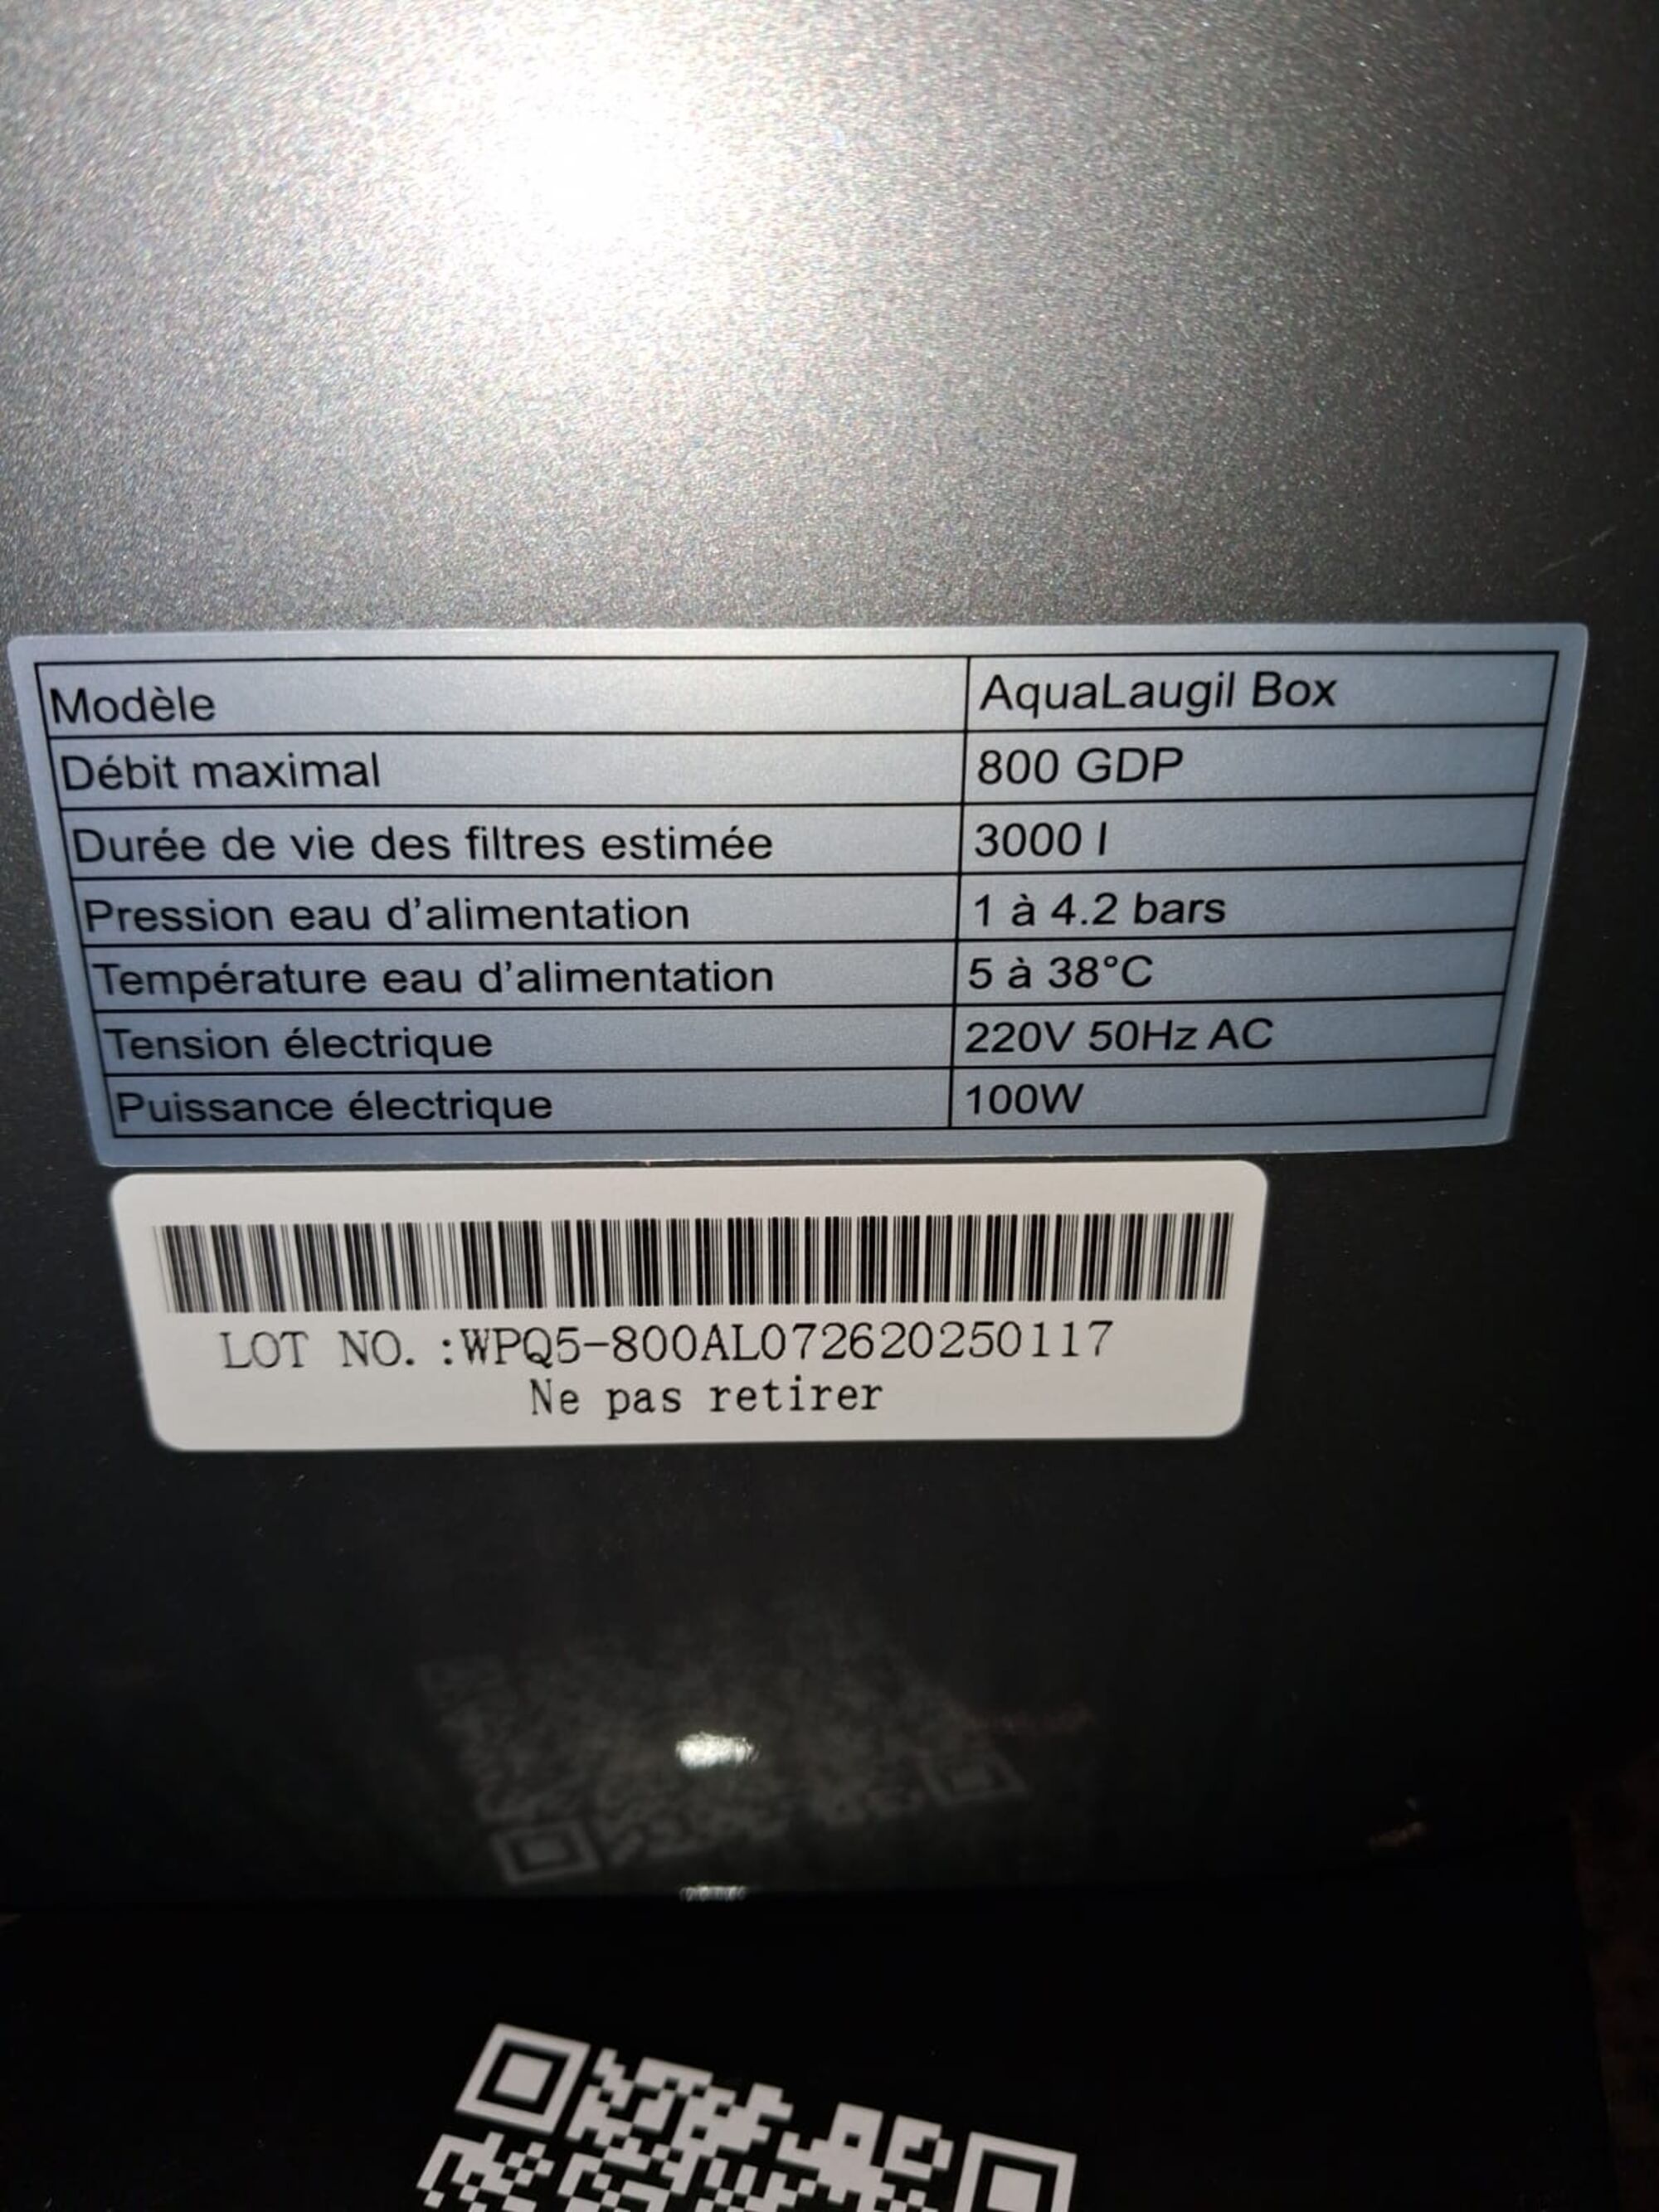 Modèle AquaLaugil Box
Débit maximal 800 GDP
Durée de vie des filtres estimée 3000 l
Pression eau d'alimentation 1 à 4.2 bars
Température eau d'alimentation 5 à 38°C
Tension électrique 220V 50Hz AC
Puissance électrique 100W
LOT NO. :WPQ5-800AL072620250117
Ne pas retirer